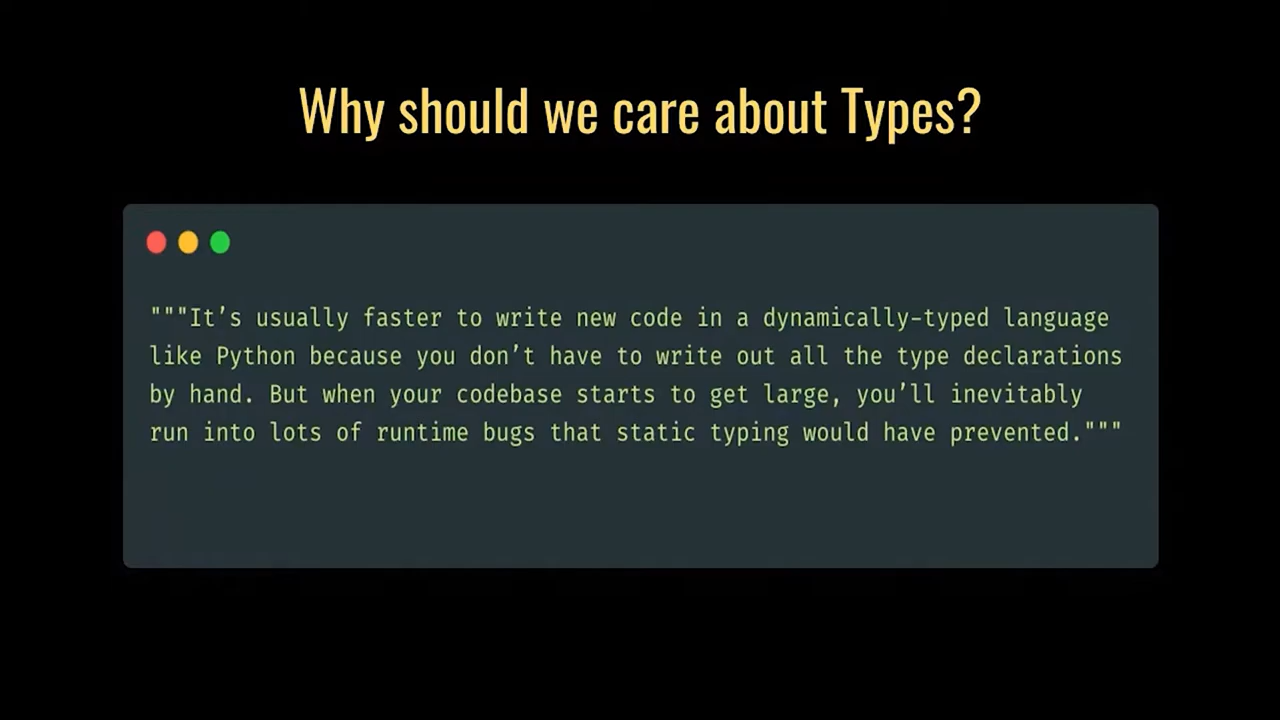 Why should we care about Types?
"""It’s usually faster to write new code in a dynamically-typed language
like Python because you don’t have to write out all the type declarations
by hand. But when your codebase starts to get large, you’ll inevitably
run into lots of runtime bugs that static typing would have prevented."""